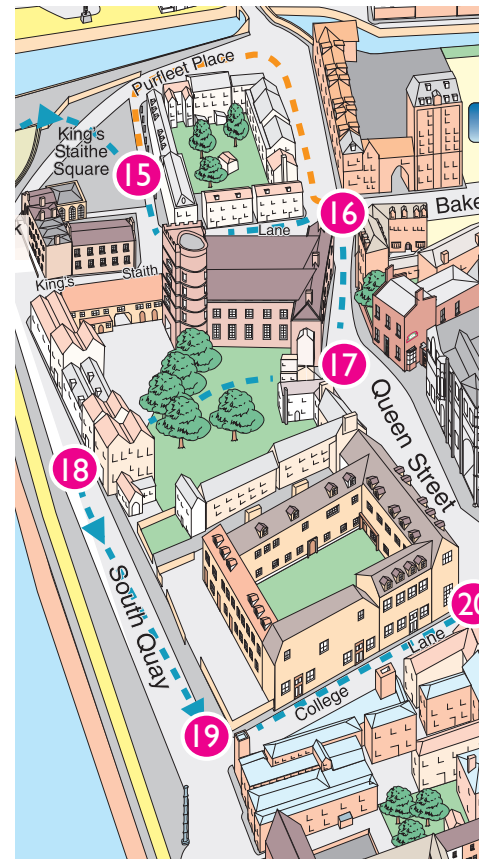 Purfleet Place
King's
Staithe
Square
15
16
Bake
Lane
King's
Staith
17
Queen Street
18
South Quay
20
Lane
College
19